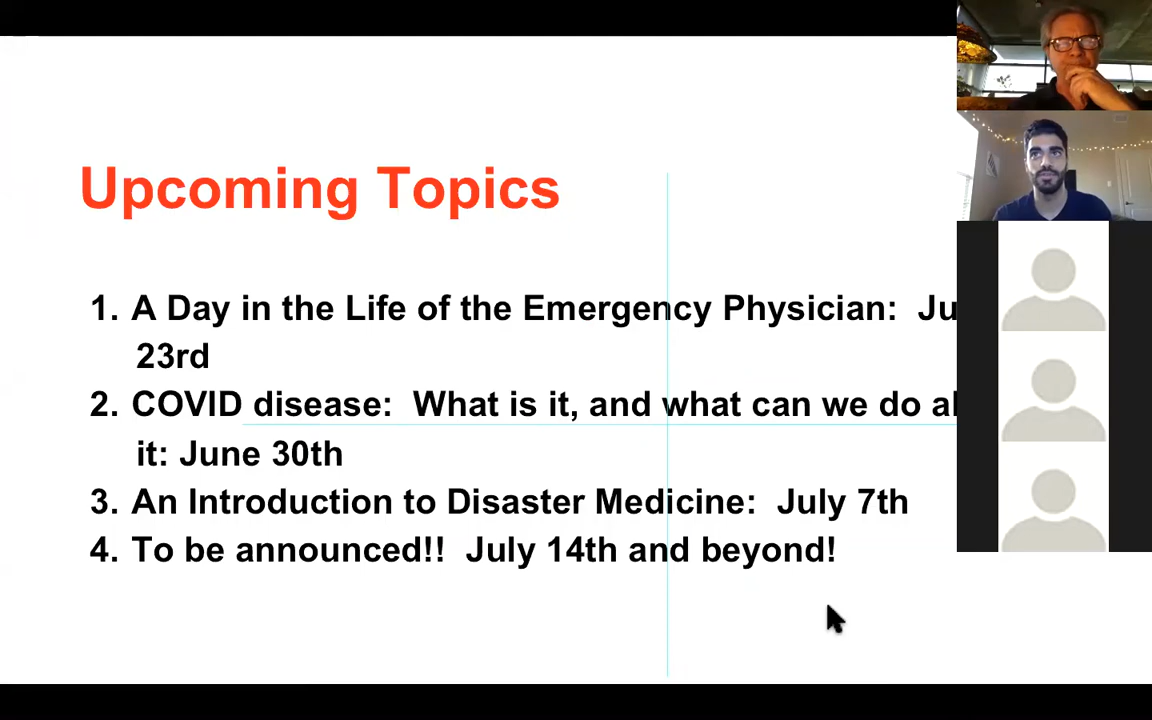 Upcoming Topics
1. A Day in the Life of the Emergency Physician:
23rd
2. COVID disease: What is it, and what can we do
it: June 30th
3. An Introduction to Disaster Medicine: July 7th
4. To be announced!! July 14th and beyond!